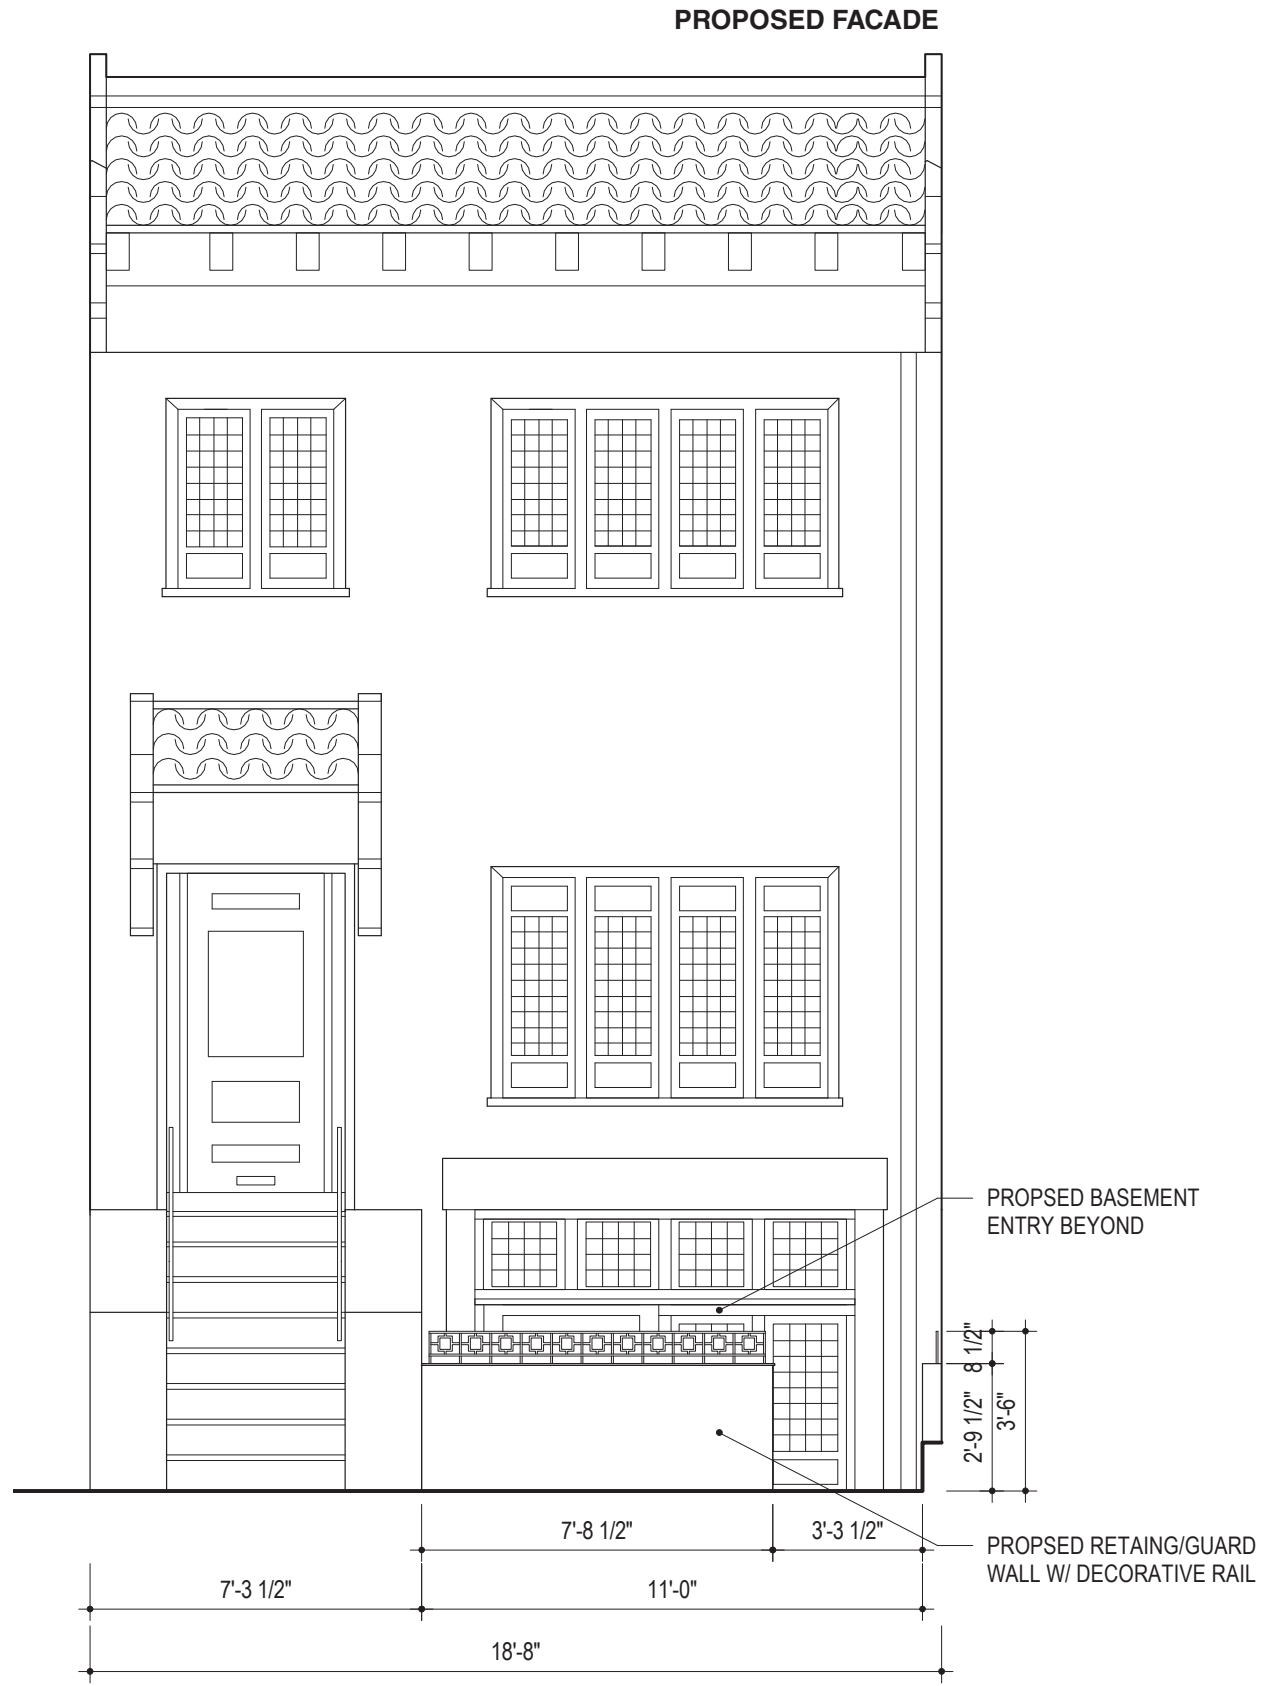 PROPOSED FACADE
PROPSED BASEMENT
ENTRY BEYOND
8 1/2"
2'-9 1/2"
3'-6"
7'-8 1/2"
3'-3 1/2"
PROPSED RETAING/GUARD
WALL W/ DECORATIVE RAIL
7'-3 1/2"
11'-0"
18'-8"